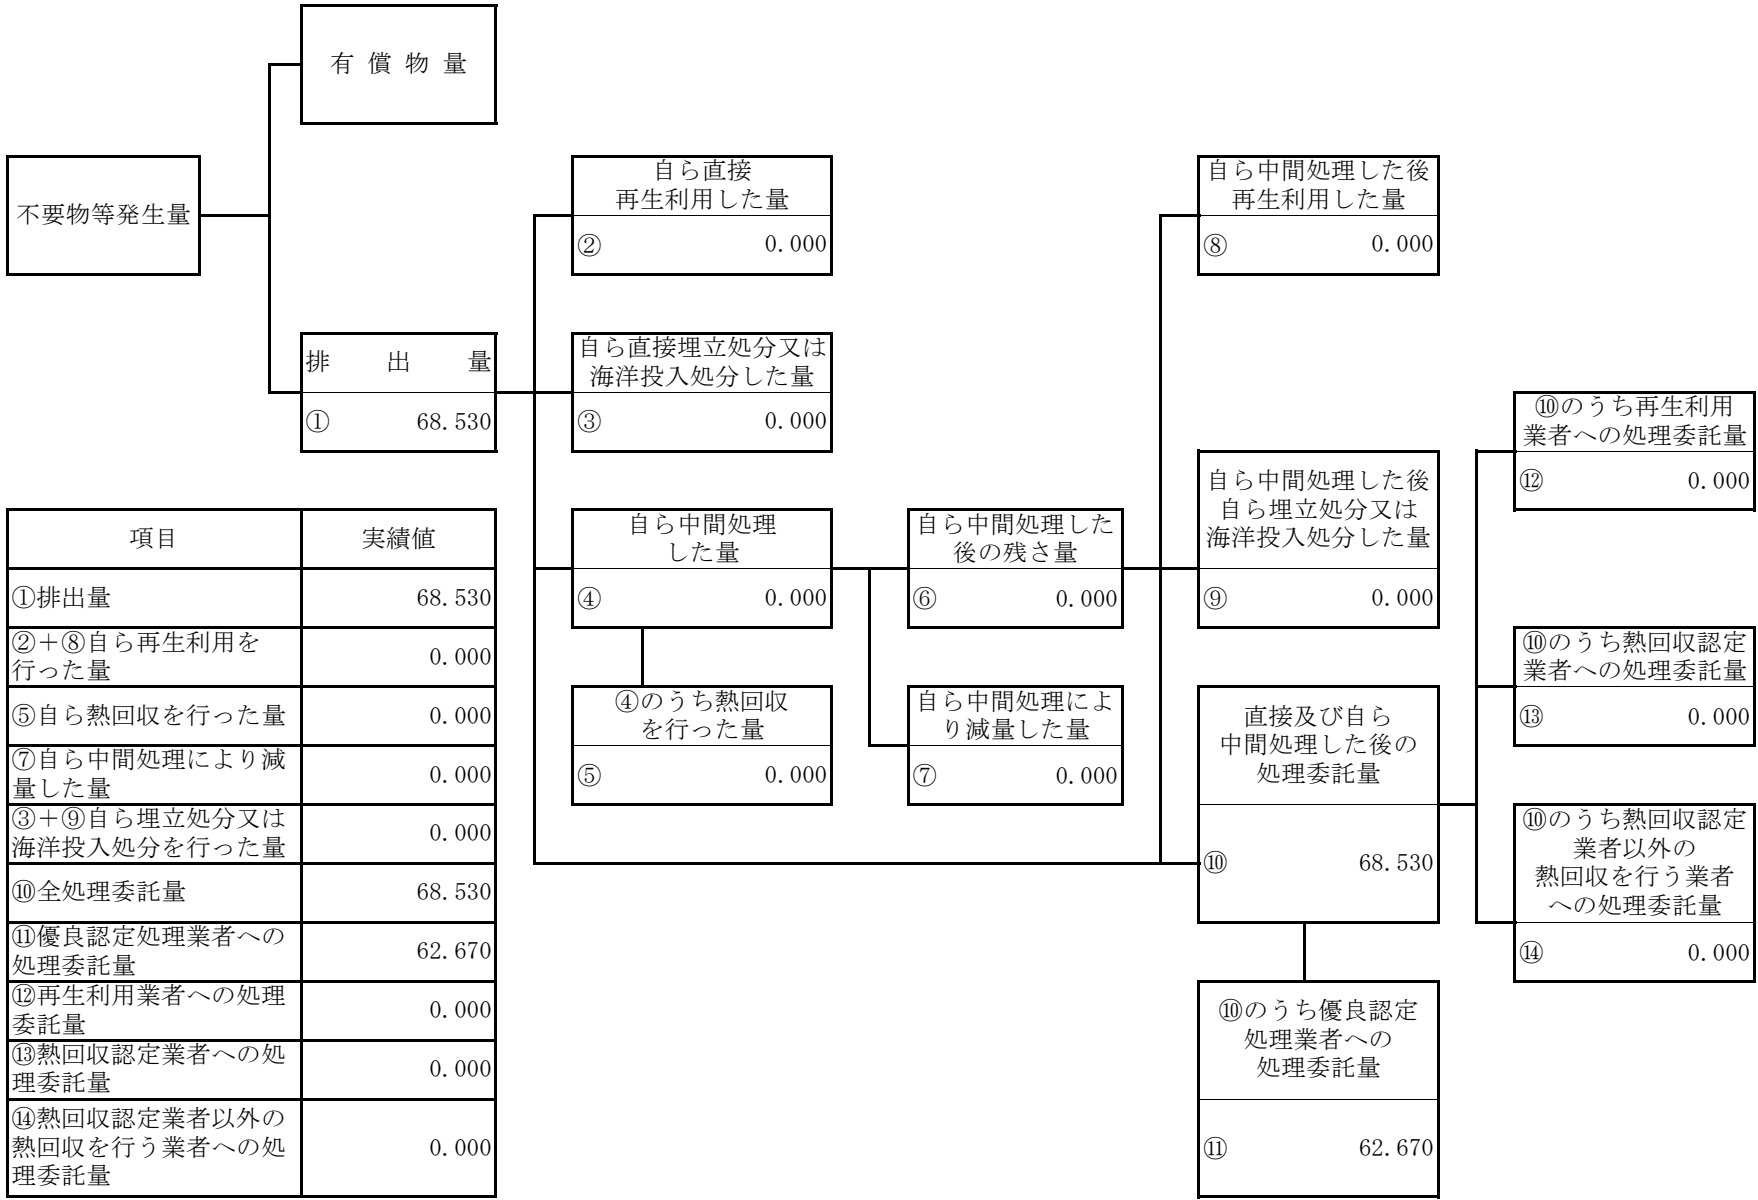 有償物量
不要物等発生量
排出量
① 68.530
自ら直接
再生利用した量
② 0.000
自ら直接埋立処分又は
海洋投入処分した量
③ 0.000
自ら中間処理
した量
④ 0.000
④のうち熱回収
を行った量
⑤ 0.000
自ら中間処理した
後の残さ量
⑥ 0.000
自ら中間処理によ
り減量した量
⑦ 0.000
自ら中間処理した後
再生利用した量
⑧ 0.000
自ら中間処理した後
自ら埋立処分又は
海洋投入処分した量
⑨ 0.000
直接及び自ら
中間処理した後の
処理委託量
⑩ 68.530
⑩のうち優良認定
処理業者への
処理委託量
⑪ 62.670
⑩のうち再生利用
業者への処理委託量
⑫ 0.000
⑩のうち熱回収認定
業者への処理委託量
⑬ 0.000
⑩のうち熱回収認定
業者以外の
熱回収を行う業者
への処理委託量
⑭ 0.000
項目 実績値
①排出量 68.530
②＋⑧自ら再生利用を
行った量 0.000
⑤自ら熱回収を行った量 0.000
⑦自ら中間処理により減
量した量 0.000
③＋⑨自ら埋立処分又は
海洋投入処分を行った量 0.000
⑩全処理委託量 68.530
⑪優良認定処理業者への
処理委託量 62.670
⑫再生利用業者への処理
委託量 0.000
⑬熱回収認定業者への処
理委託量 0.000
⑭熱回収認定業者以外の
熱回収を行う業者への処
理委託量 0.000